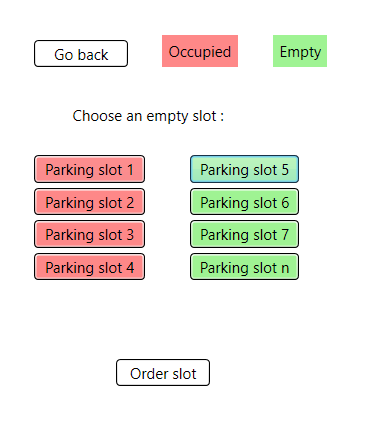 Go back
Occupied
Empty
Choose an empty slot :
Parking slot 1
Parking slot 2
Parking slot 3
Parking slot 4
Parking slot 5
Parking slot 6
Parking slot 7
Parking slot n
Order slot